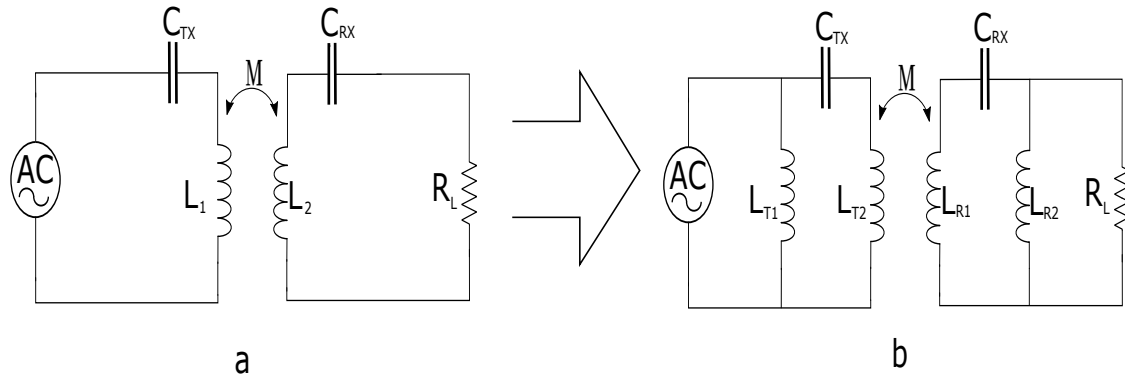 C_TX
M
C_RX
AC
L_1
L_2
R_L
a
C_TX
M
C_RX
AC
L_T1
L_T2
L_R1
L_R2
R_L
b